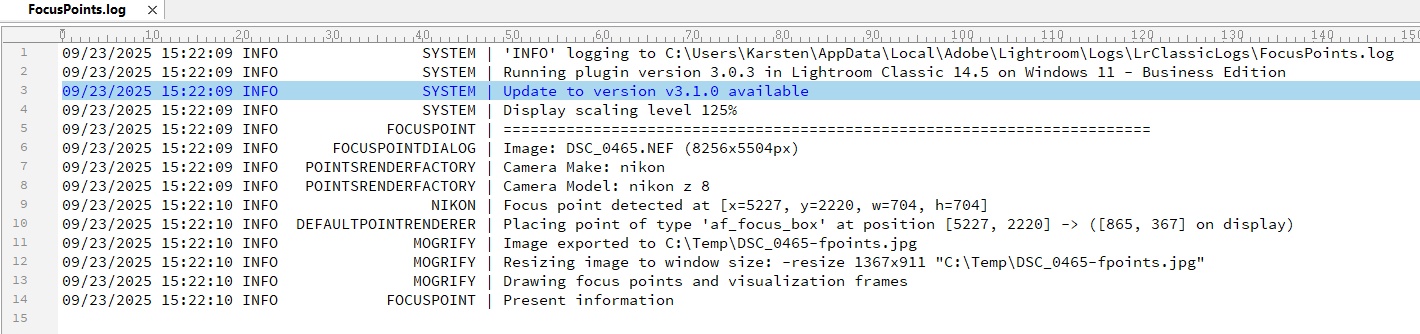 FocusPoints.log ×
0 10 20 30 40 50 60 70 80 90 100 110 120 130 140 150
1 09/23/2025 15:22:09 INFO SYSTEM | 'INFO' logging to C:\Users\Karsten\AppData\Local\Adobe\Lightroom\Logs\LrClassicLogs\FocusPoints.log
2 09/23/2025 15:22:09 INFO SYSTEM | Running plugin version 3.0.3 in Lightroom Classic 14.5 on Windows 11 - Business Edition
3 09/23/2025 15:22:09 INFO SYSTEM | Update to version v3.1.0 available
4 09/23/2025 15:22:09 INFO SYSTEM | Display scaling level 125%
5 09/23/2025 15:22:09 INFO FOCUSPOINT | ========================================================================
6 09/23/2025 15:22:09 INFO FOCUSPOINTDIALOG | Image: DSC_0465.NEF (8256x5504px)
7 09/23/2025 15:22:09 INFO POINTSRENDERFACTORY | Camera Make: nikon
8 09/23/2025 15:22:09 INFO POINTSRENDERFACTORY | Camera Model: nikon z 8
9 09/23/2025 15:22:10 INFO NIKON | Focus point detected at [x=5227, y=2220, w=704, h=704]
10 09/23/2025 15:22:10 INFO DEFAULTPOINTRENDERER | Placing point of type 'af_focus_box' at position [5227, 2220] -> ([865, 367] on display)
11 09/23/2025 15:22:10 INFO MOGRIFY | Image exported to C:\Temp\DSC_0465-fpoints.jpg
12 09/23/2025 15:22:10 INFO MOGRIFY | Resizing image to window size: -resize 1367x911 "C:\Temp\DSC_0465-fpoints.jpg"
13 09/23/2025 15:22:10 INFO MOGRIFY | Drawing focus points and visualization frames
14 09/23/2025 15:22:10 INFO FOCUSPOINT | Present information
15